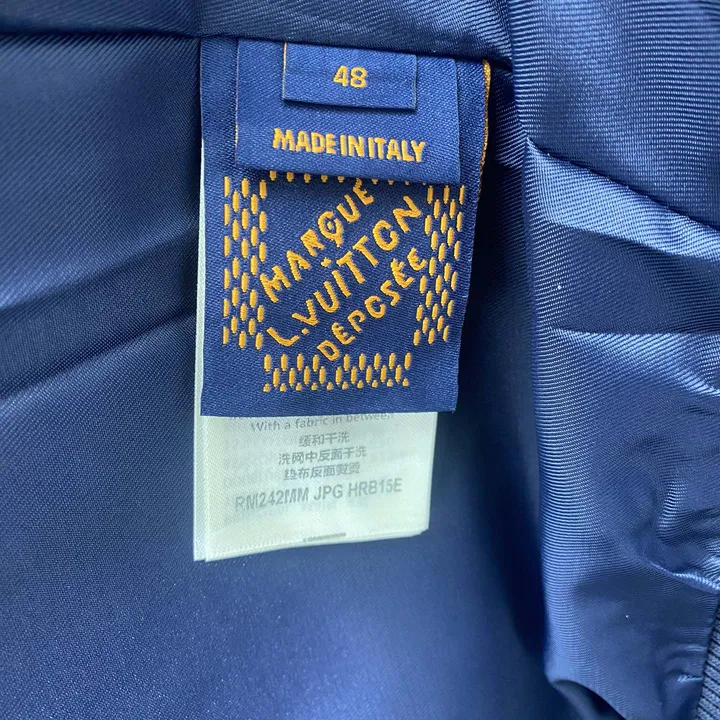 48
MADE IN ITALY
MARQUE
L.VUITTON
DÉPOSÉE
With a fabric in between
缓和干洗
洗网中反面干洗
垫布反面熨烫
RM242MM JPG HRB15E